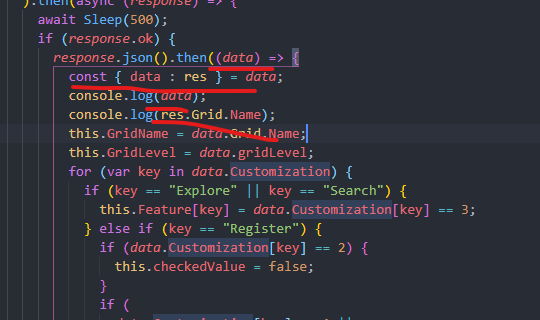 ).then(async (response) => {
await Sleep(500);
if (response.ok) {
response.json().then((data) => {
const { data : res } = data;
console.log(data);
console.log(res.Grid.Name);
this.GridName = data.Grid.Name;
this.GridLevel = data.gridLevel;
for (var key in data.Customization) {
if (key == "Explore" || key == "Search") {
this.Feature[key] = data.Customization[key] == 3;
} else if (key == "Register") {
if (data.Customization[key] == 2) {
this.checkedValue = false;
}
if (